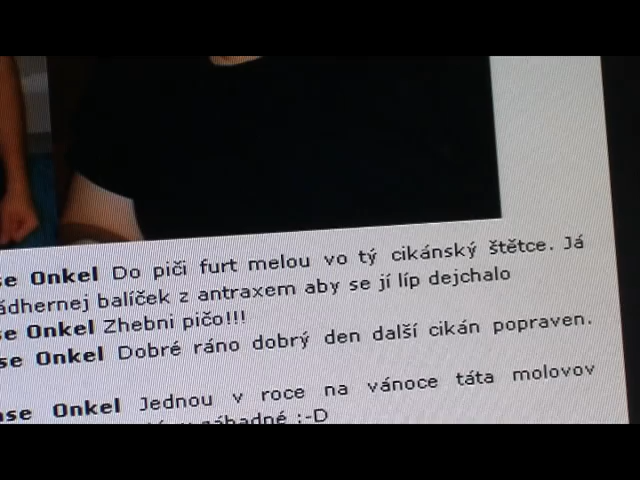 se Onkel Do piči furt melou vo tý cikánský štětce. Já
ádhernej balíček z antraxem aby se jí líp dejchalo
se Onkel Zhebni pičo!!!
se Onkel Dobré ráno dobrý den další cikán popraven.
nse Onkel Jednou v roce na vánoce táta molovov
záhadné :-D